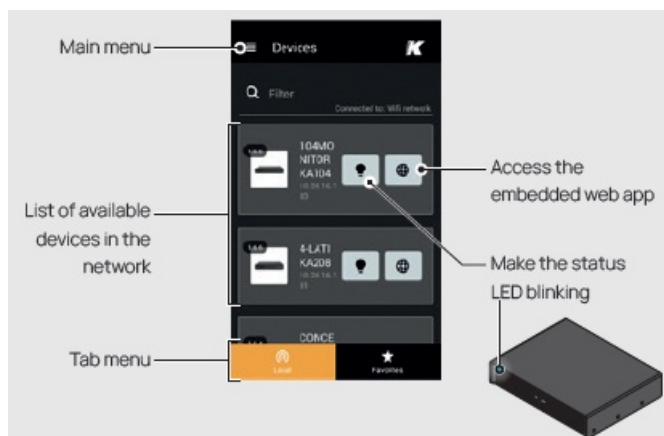 Main menu
Devices
K
Filter
Connected to: Wifi network
104MO
NITOR
KA104
Access the
embedded web app
List of available
devices in the
network
4-LATI
KA208
Make the status
LED blinking
CONCE
Tab menu
Local
Favorites